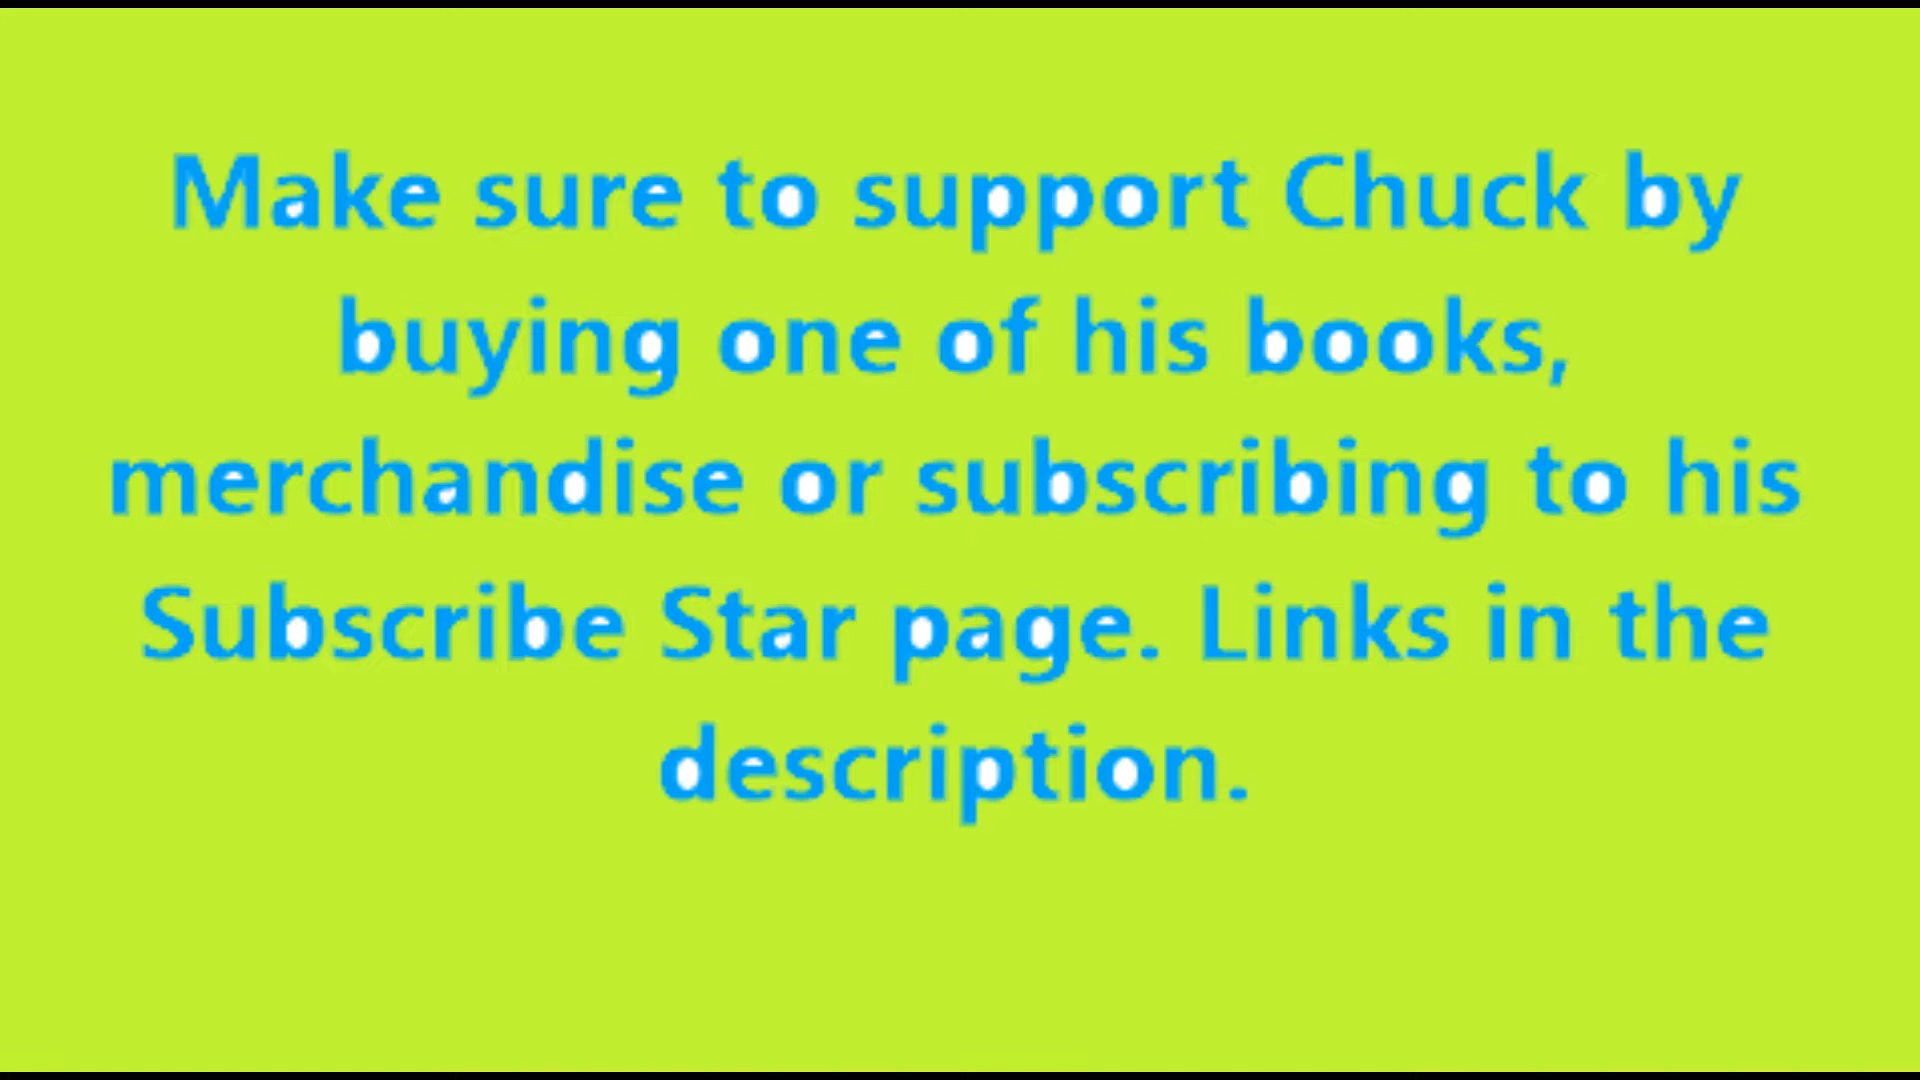 Make sure to support Chuck by
buying one of his books,
merchandise or subscribing to his
Subscribe Star page. Links in the
description.